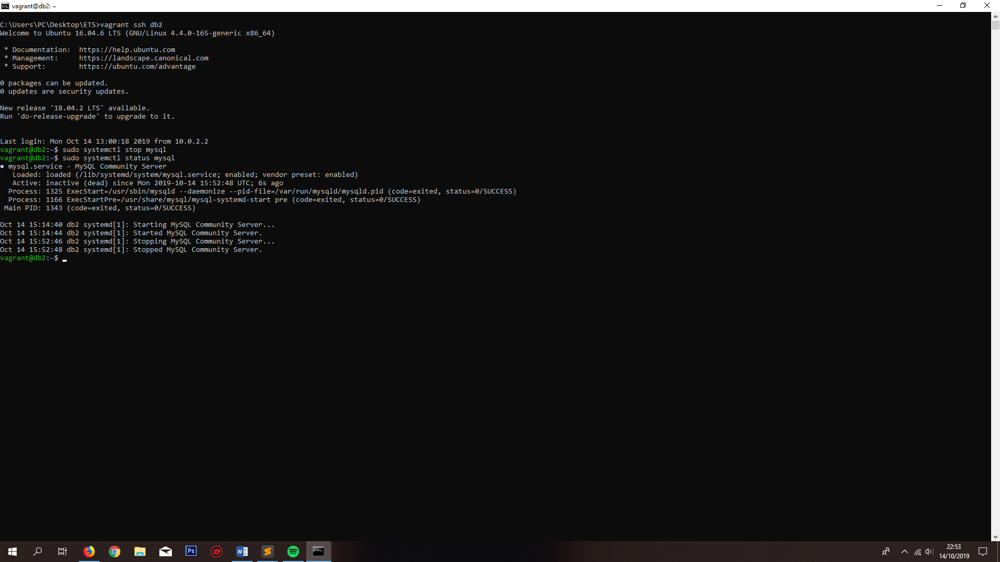 vagrant@db2: ~
C:\Users\PC\Desktop\ETS>vagrant ssh db2
Welcome to Ubuntu 16.04.6 LTS (GNU/Linux 4.4.0-165-generic x86_64)
* Documentation:  https://help.ubuntu.com
* Management:     https://landscape.canonical.com
* Support:        https://ubuntu.com/advantage
0 packages can be updated.
0 updates are security updates.
New release '18.04.2 LTS' available.
Run 'do-release-upgrade' to upgrade to it.
Last login: Mon Oct 14 13:00:18 2019 from 10.0.2.2
vagrant@db2:~$ sudo systemctl stop mysql
vagrant@db2:~$ sudo systemctl status mysql
● mysql.service - MySQL Community Server
Loaded: loaded (/lib/systemd/system/mysql.service; enabled; vendor preset: enabled)
Active: inactive (dead) since Mon 2019-10-14 15:52:48 UTC; 6s ago
Process: 1325 ExecStart=/usr/sbin/mysqld --daemonize --pid-file=/var/run/mysqld/mysqld.pid (code=exited, status=0/SUCCESS)
Process: 1166 ExecStartPre=/usr/share/mysql/mysql-systemd-start pre (code=exited, status=0/SUCCESS)
Main PID: 1343 (code=exited, status=0/SUCCESS)
Oct 14 15:14:40 db2 systemd[1]: Starting MySQL Community Server...
Oct 14 15:14:44 db2 systemd[1]: Started MySQL Community Server.
Oct 14 15:52:46 db2 systemd[1]: Stopping MySQL Community Server...
Oct 14 15:52:48 db2 systemd[1]: Stopped MySQL Community Server.
vagrant@db2:~$
Ps
22:53
14/10/2019